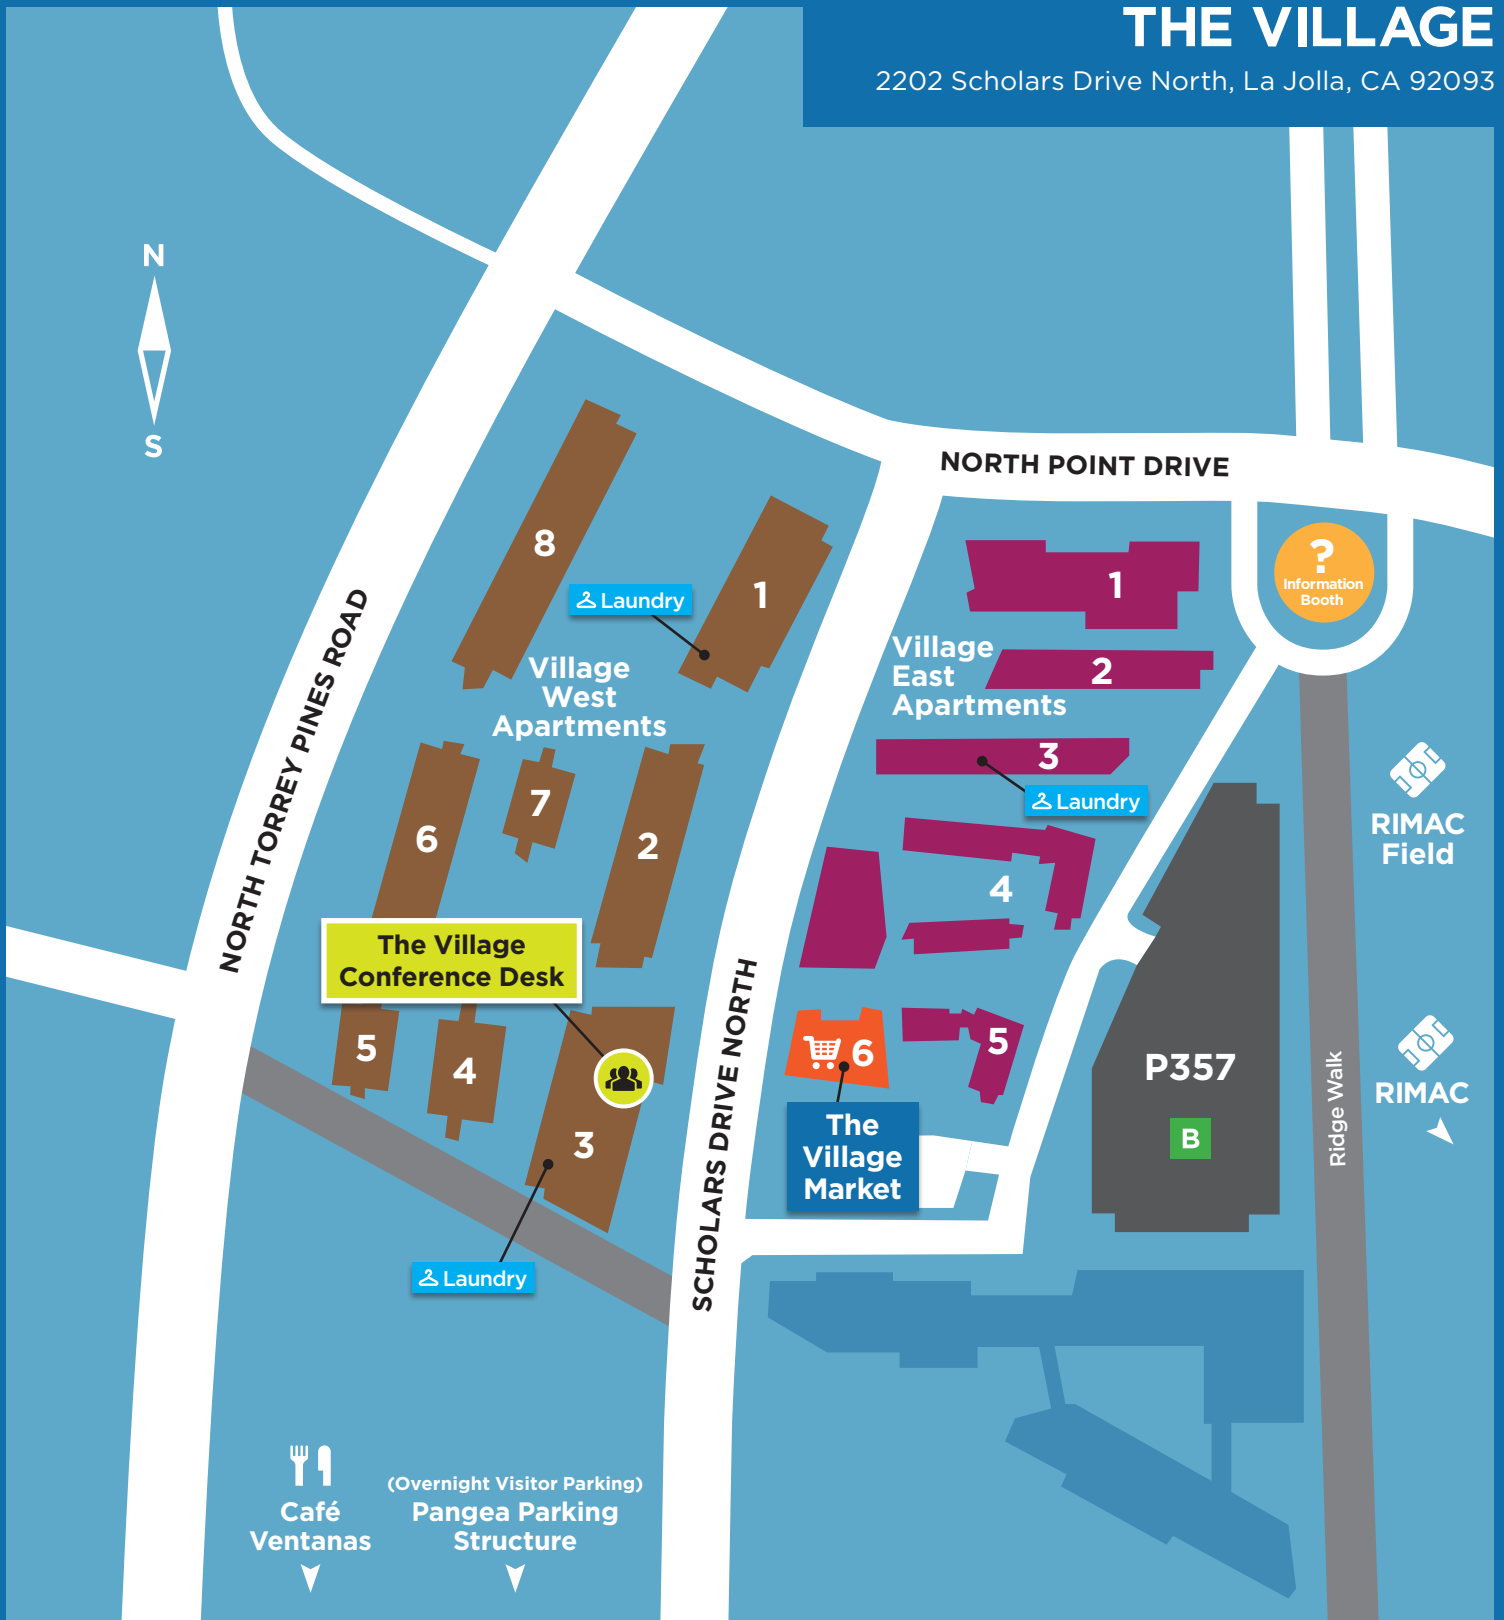 THE VILLAGE
2202 Scholars Drive North, La Jolla, CA 92093
N
S
NORTH POINT DRIVE
8
1
Laundry
Village
West
Apartments
NORTH TORREY PINES ROAD
?
Information
Booth
1
Village
East
Apartments
2
3
Laundry
6
7
2
RIMAC
Field
4
The Village
Conference Desk
SCHOLARS DRIVE NORTH
5
4
3
6
5
P357
B
Ridge Walk
RIMAC
The
Village
Market
Laundry
Café
Ventanas
(Overnight Visitor Parking)
Pangea Parking
Structure